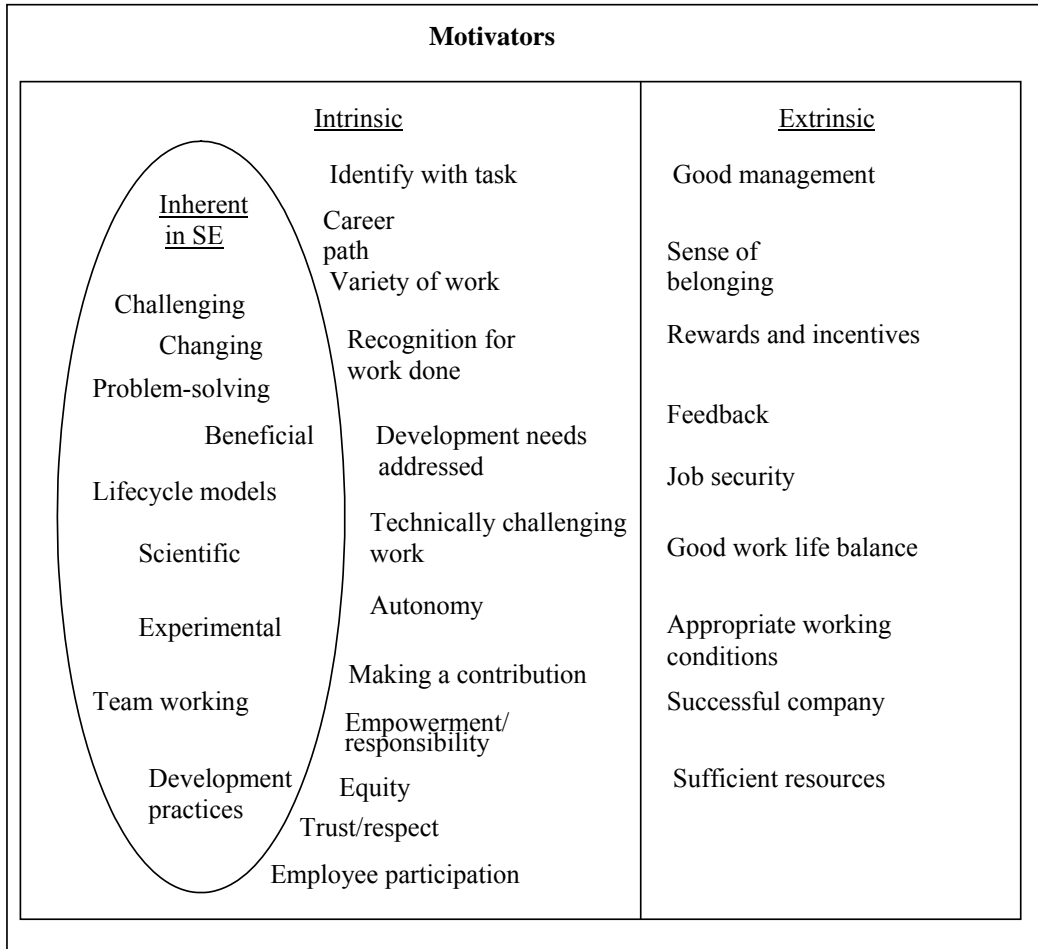 Motivators
Intrinsic
Inherent
in SE
Challenging
Changing
Problem-solving
Beneficial
Lifecycle models
Scientific
Experimental
Team working
Development
practices
Identify with task
Career
path
Variety of work
Recognition for
work done
Development needs
addressed
Technically challenging
work
Autonomy
Making a contribution
Empowerment/
responsibility
Equity
Trust/respect
Employee participation
Extrinsic
Good management
Sense of
belonging
Rewards and incentives
Feedback
Job security
Good work life balance
Appropriate working
conditions
Successful company
Sufficient resources